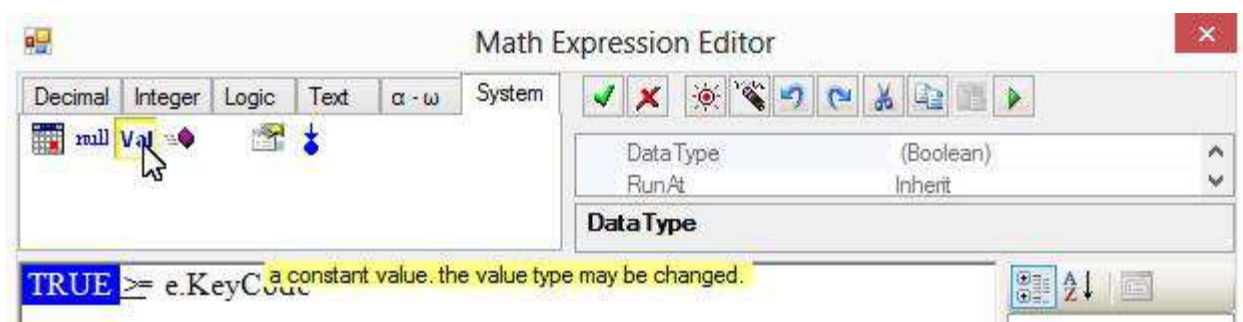 Math Expression Editor
Decimal Integer Logic Text α - ω System
null Val
DataType (Boolean)
RunAt Inherit
DataType
a constant value. the value type may be changed.
TRUE >= e.KeyCode